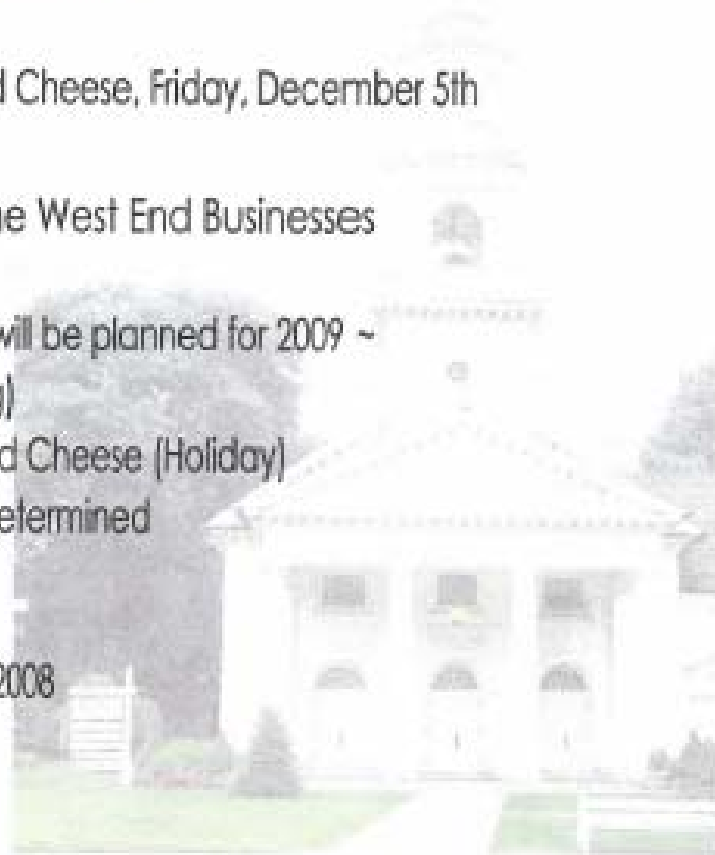 d Cheese, Friday, December 5th
e West End Businesses
will be planned for 2009 ~
g)
d Cheese (Holiday)
etermined
2008